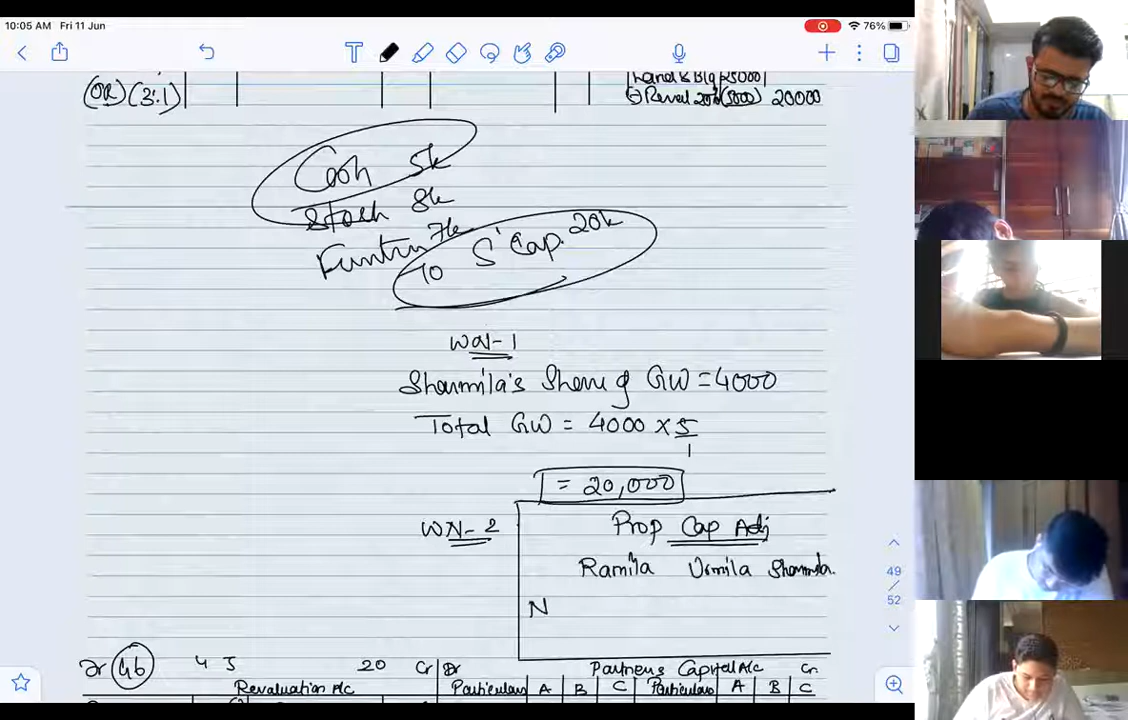 10:05 AM Fri 11 Jun
76%
Land & Blg 25000
(OR) (3:1)
(-) Reval 20% (5000) 20000
Cash 5k
Stock 8k
7k
To S' Cap. 20k
WN-1
Sharmila's Share of GW = 4000
Total GW = 4000 × 5
1
= 20,000
WN-2
Prop Cap Adj
Ramila Urmila Sharmila
N
49
/
52
Dr 46 4 5 20 Cr Dr Partners Capital A/c Cr
Revaluation A/c Particulars A B C Particulars A B C